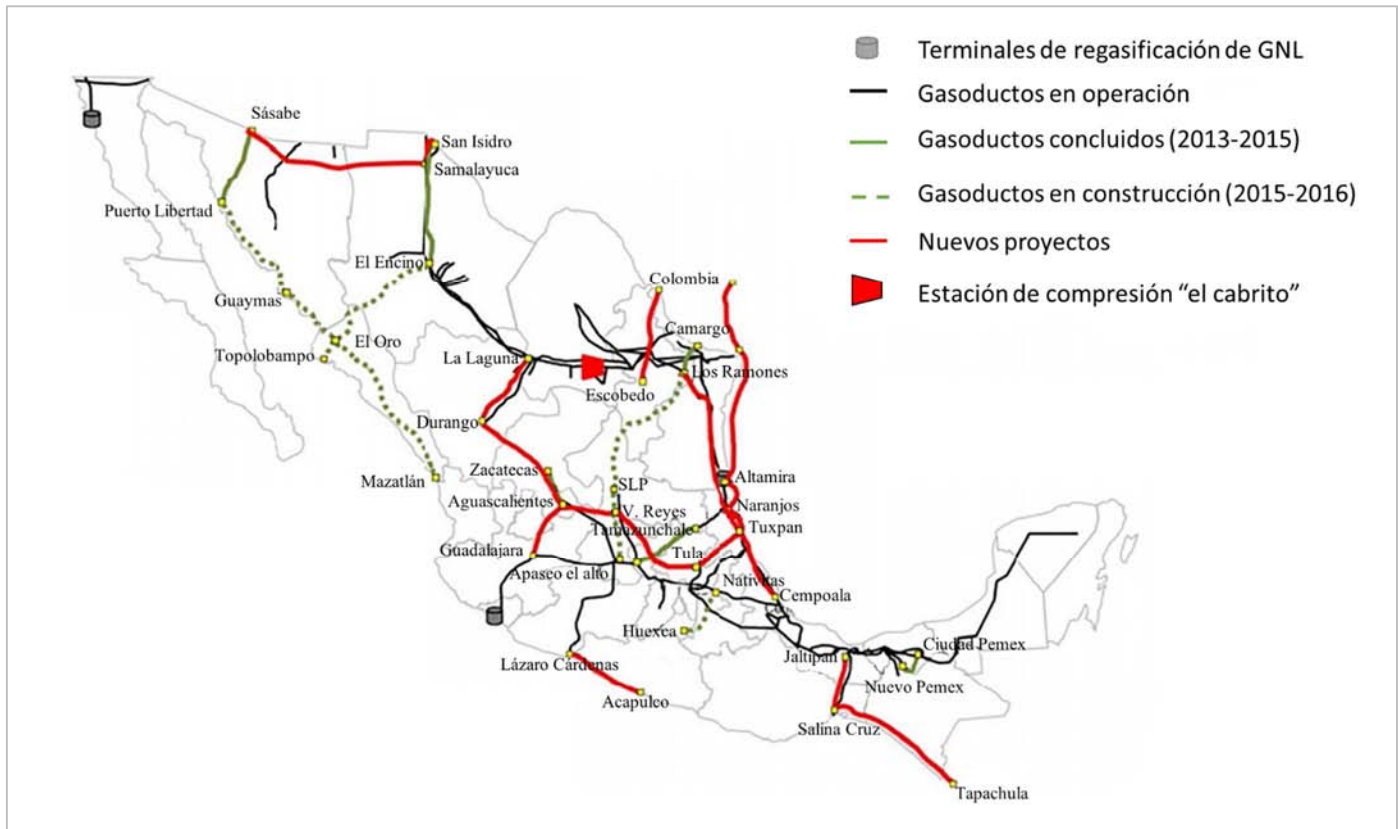 Terminales de regasificación de GNL
Gasoductos en operación
Gasoductos concluidos (2013-2015)
Gasoductos en construcción (2015-2016)
Nuevos proyectos
Estación de compresión “el cabrito”
Sásabe
San Isidro
Samalayuca
Puerto Libertad
El Encino
Colombia
Guaymas
Camargo
El Oro
Topolobampo
La Laguna
Los Ramones
Escobedo
Durango
Zacatecas
Mazatlán
SLP
Altamira
Aguascalientes
V. Reyes
Naranjos
Tamazunchale
Tuxpan
Guadalajara
Tula
Apaseo el alto
Nativitas
Cempoala
Huexca
Jaltipan
Ciudad Pemex
Lázaro Cárdenas
Nuevo Pemex
Acapulco
Salina Cruz
Tapachula